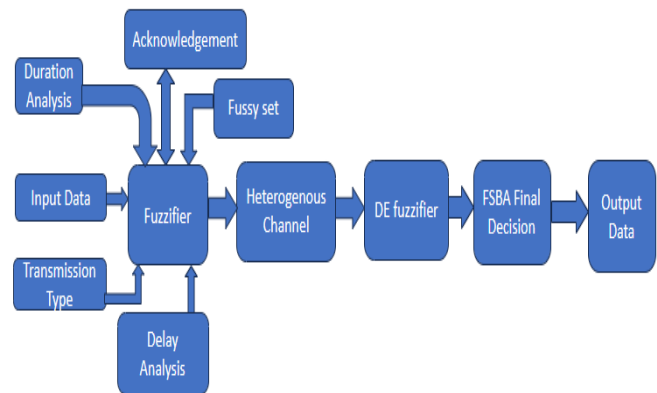 Acknowledgement
Duration
Analysis
Fussy set
Input Data
Fuzzifier
Heterogenous
Channel
DE fuzzifier
FSBA Final
Decision
Output
Data
Transmission
Type
Delay
Analysis